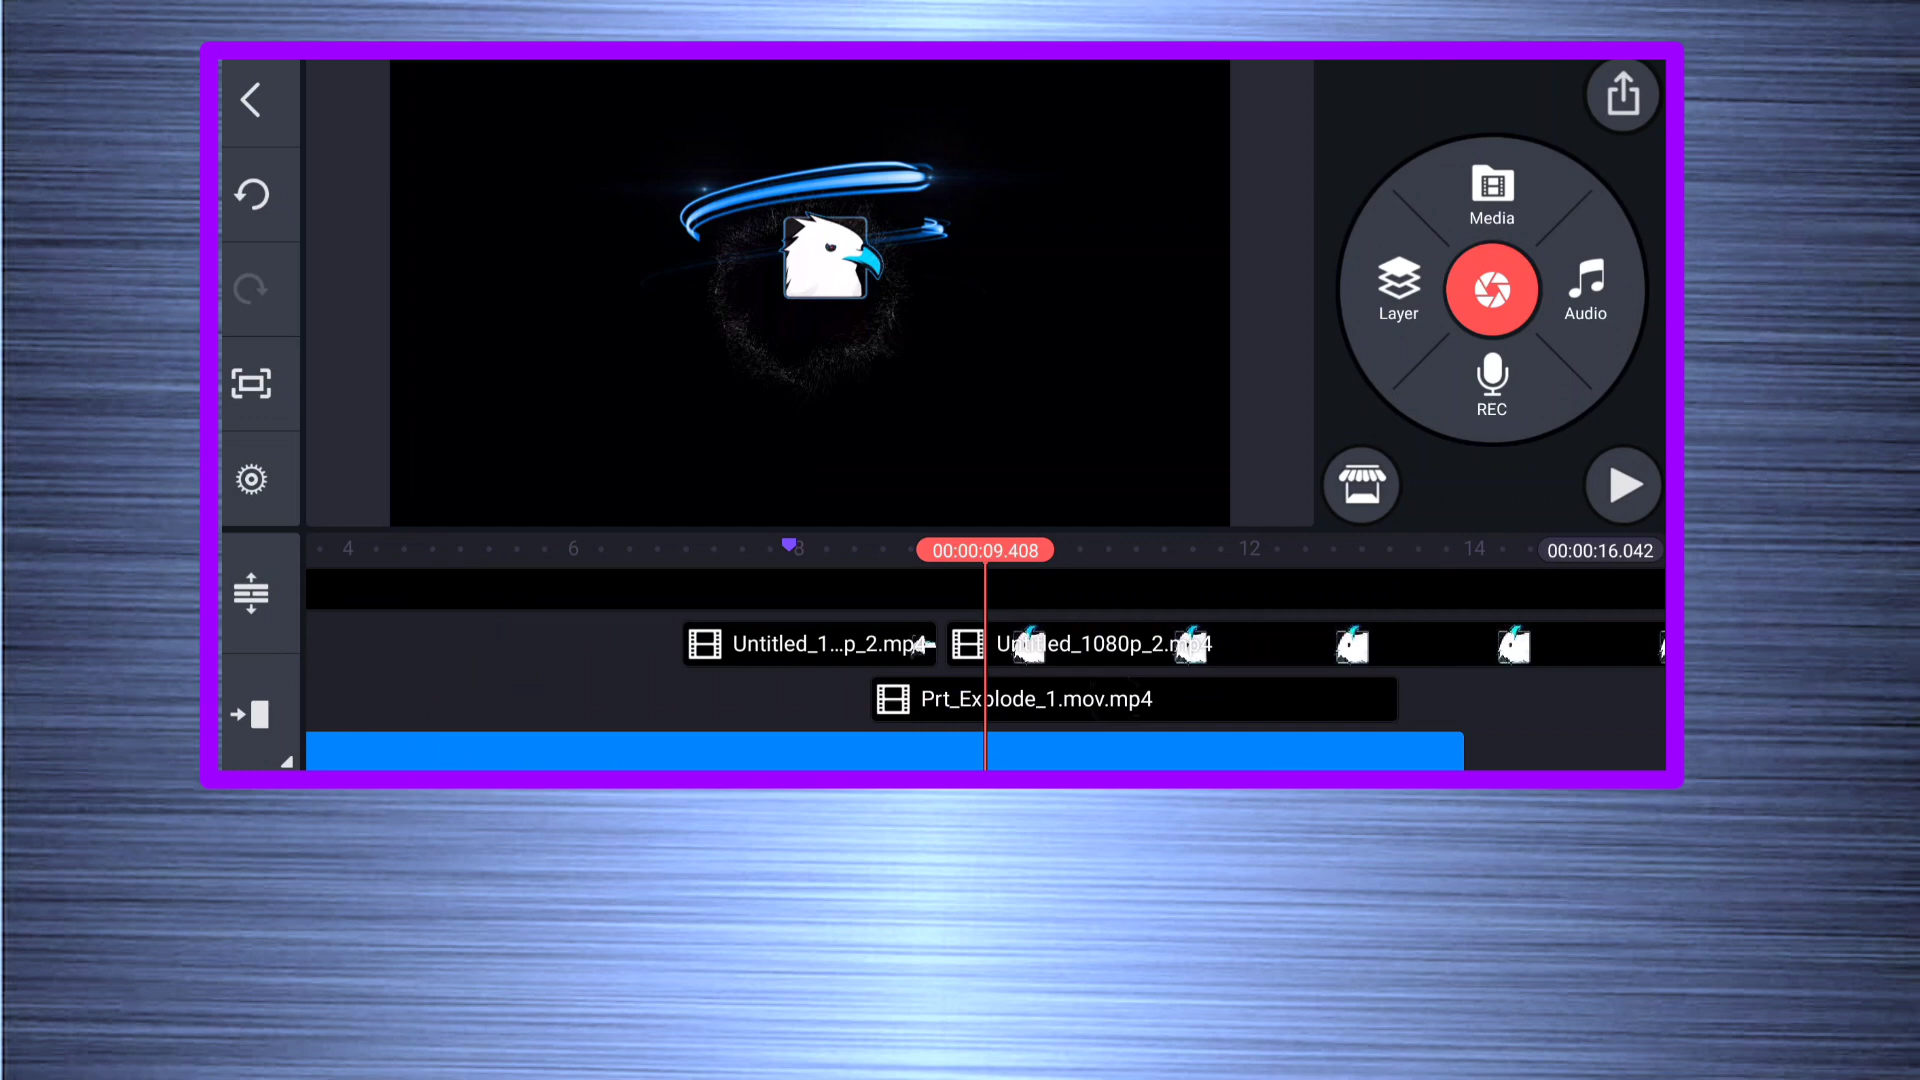 Media
Layer
Audio
REC
4
6
8
00:00:09.408
12
14
00:00:16.042
Untitled_1...p_2.mp4
Untitled_1080p_2.mp4
Prt_Explode_1.mov.mp4